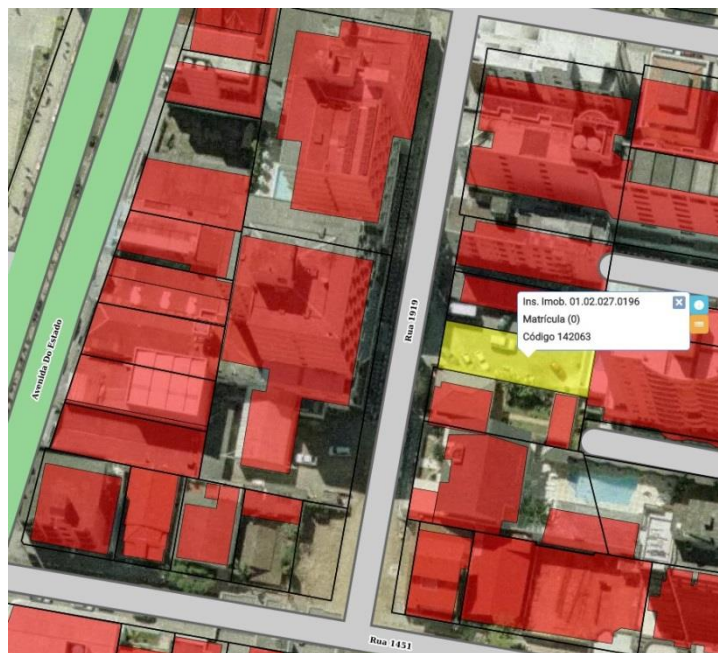 Ins. Imob. 01.02.027.0196
Matrícula (0)
Código 142063
Rua 1919
Avenida Do Estado
Rua 1451